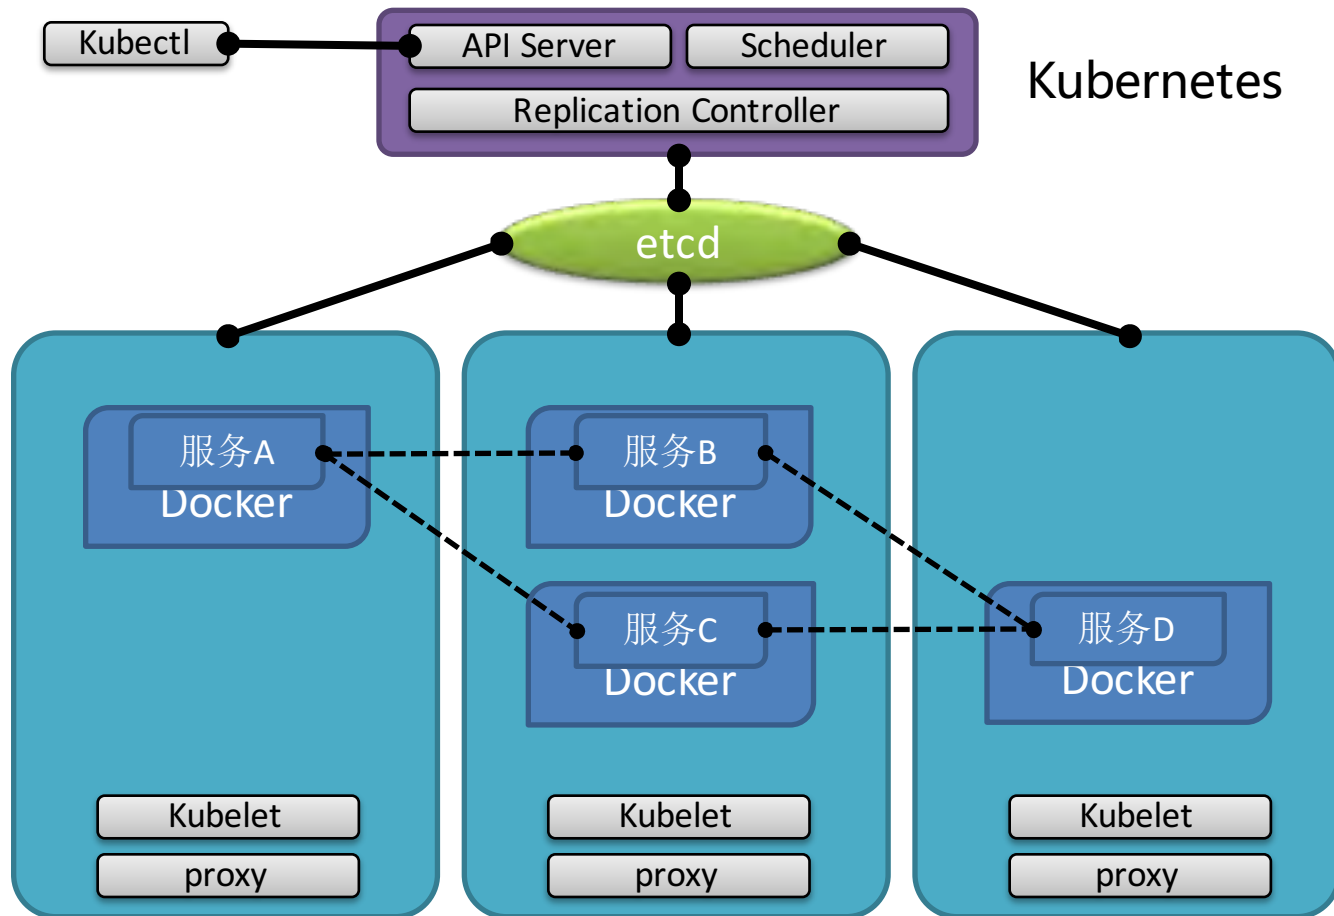 Kubectl
API Server
Scheduler
Kubernetes
Replication Controller
etcd
服务A
Docker
服务B
Docker
服务C
Docker
服务D
Docker
Kubelet
proxy
Kubelet
proxy
Kubelet
proxy